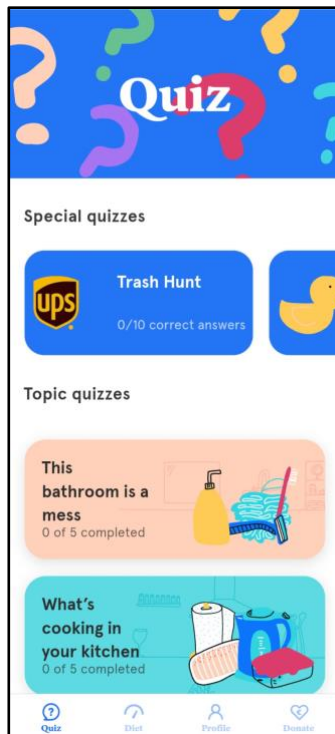 Quiz
Special quizzes
ups
Trash Hunt
0/10 correct answers
Topic quizzes
This
bathroom is a
mess
0 of 5 completed
What's
cooking in
your kitchen
0 of 5 completed
Quiz Diet Profile Donate